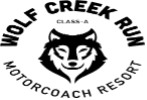 WOLF CREEK RUN
CLASS-A
MOTORCOACH RESORT